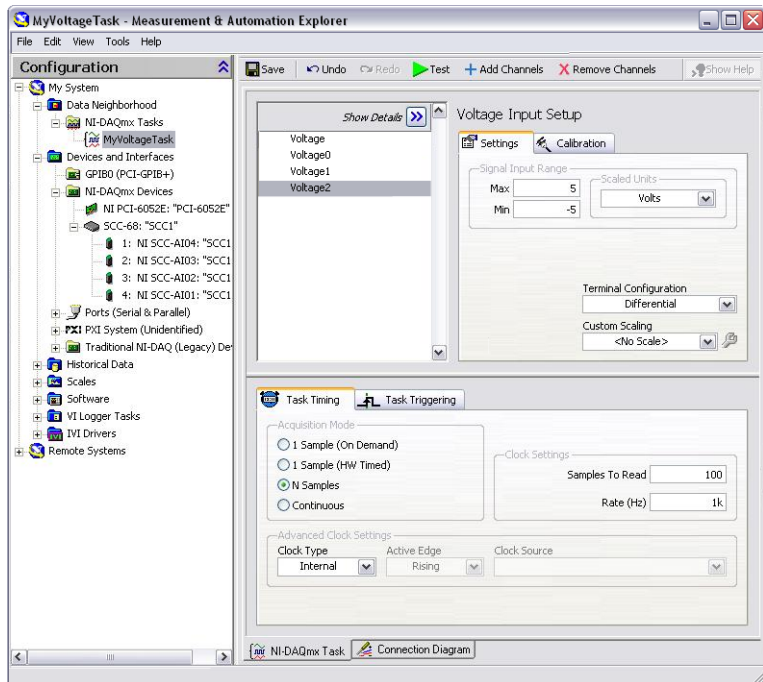 MyVoltageTask - Measurement & Automation Explorer
File Edit View Tools Help
Configuration
My System
Data Neighborhood
NI-DAQmx Tasks
MyVoltageTask
Devices and Interfaces
GPIB0 (PCI-GPIB+)
NI-DAQmx Devices
NI PCI-6052E: "PCI-6052E"
SCC-68: "SCC1"
1: NI SCC-AI04: "SCC1
2: NI SCC-AI03: "SCC1
3: NI SCC-AI02: "SCC1
4: NI SCC-AI01: "SCC1
Ports (Serial & Parallel)
PXI PXI System (Unidentified)
Traditional NI-DAQ (Legacy) De
Historical Data
Scales
Software
VI Logger Tasks
IVI Drivers
Remote Systems
Save Undo Redo Test Add Channels Remove Channels Show Help
Show Details
Voltage
Voltage0
Voltage1
Voltage2
Voltage Input Setup
Settings Calibration
Signal Input Range
Max 5
Min -5
Scaled Units
Volts
Terminal Configuration
Differential
Custom Scaling
<No Scale>
Task Timing Task Triggering
Acquisition Mode
1 Sample (On Demand)
1 Sample (HW Timed)
N Samples
Continuous
Clock Settings
Samples To Read 100
Rate (Hz) 1k
Advanced Clock Settings
Clock Type Active Edge Clock Source
Internal Rising
NI-DAQmx Task Connection Diagram